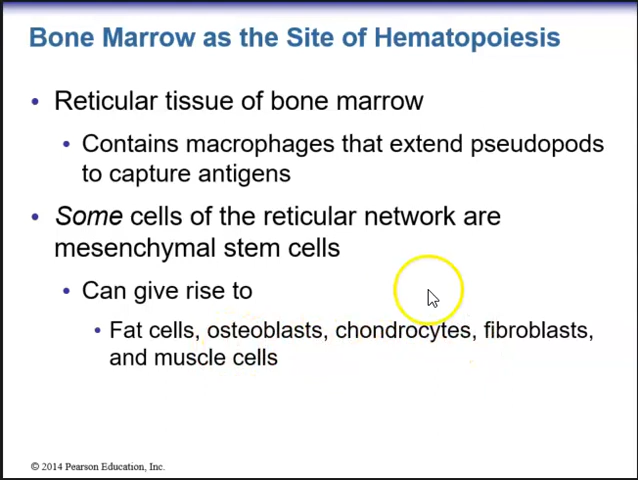 Bone Marrow as the Site of Hematopoiesis
• Reticular tissue of bone marrow
• Contains macrophages that extend pseudopods
to capture antigens
• Some cells of the reticular network are
mesenchymal stem cells
• Can give rise to
• Fat cells, osteoblasts, chondrocytes, fibroblasts,
and muscle cells
© 2014 Pearson Education, Inc.